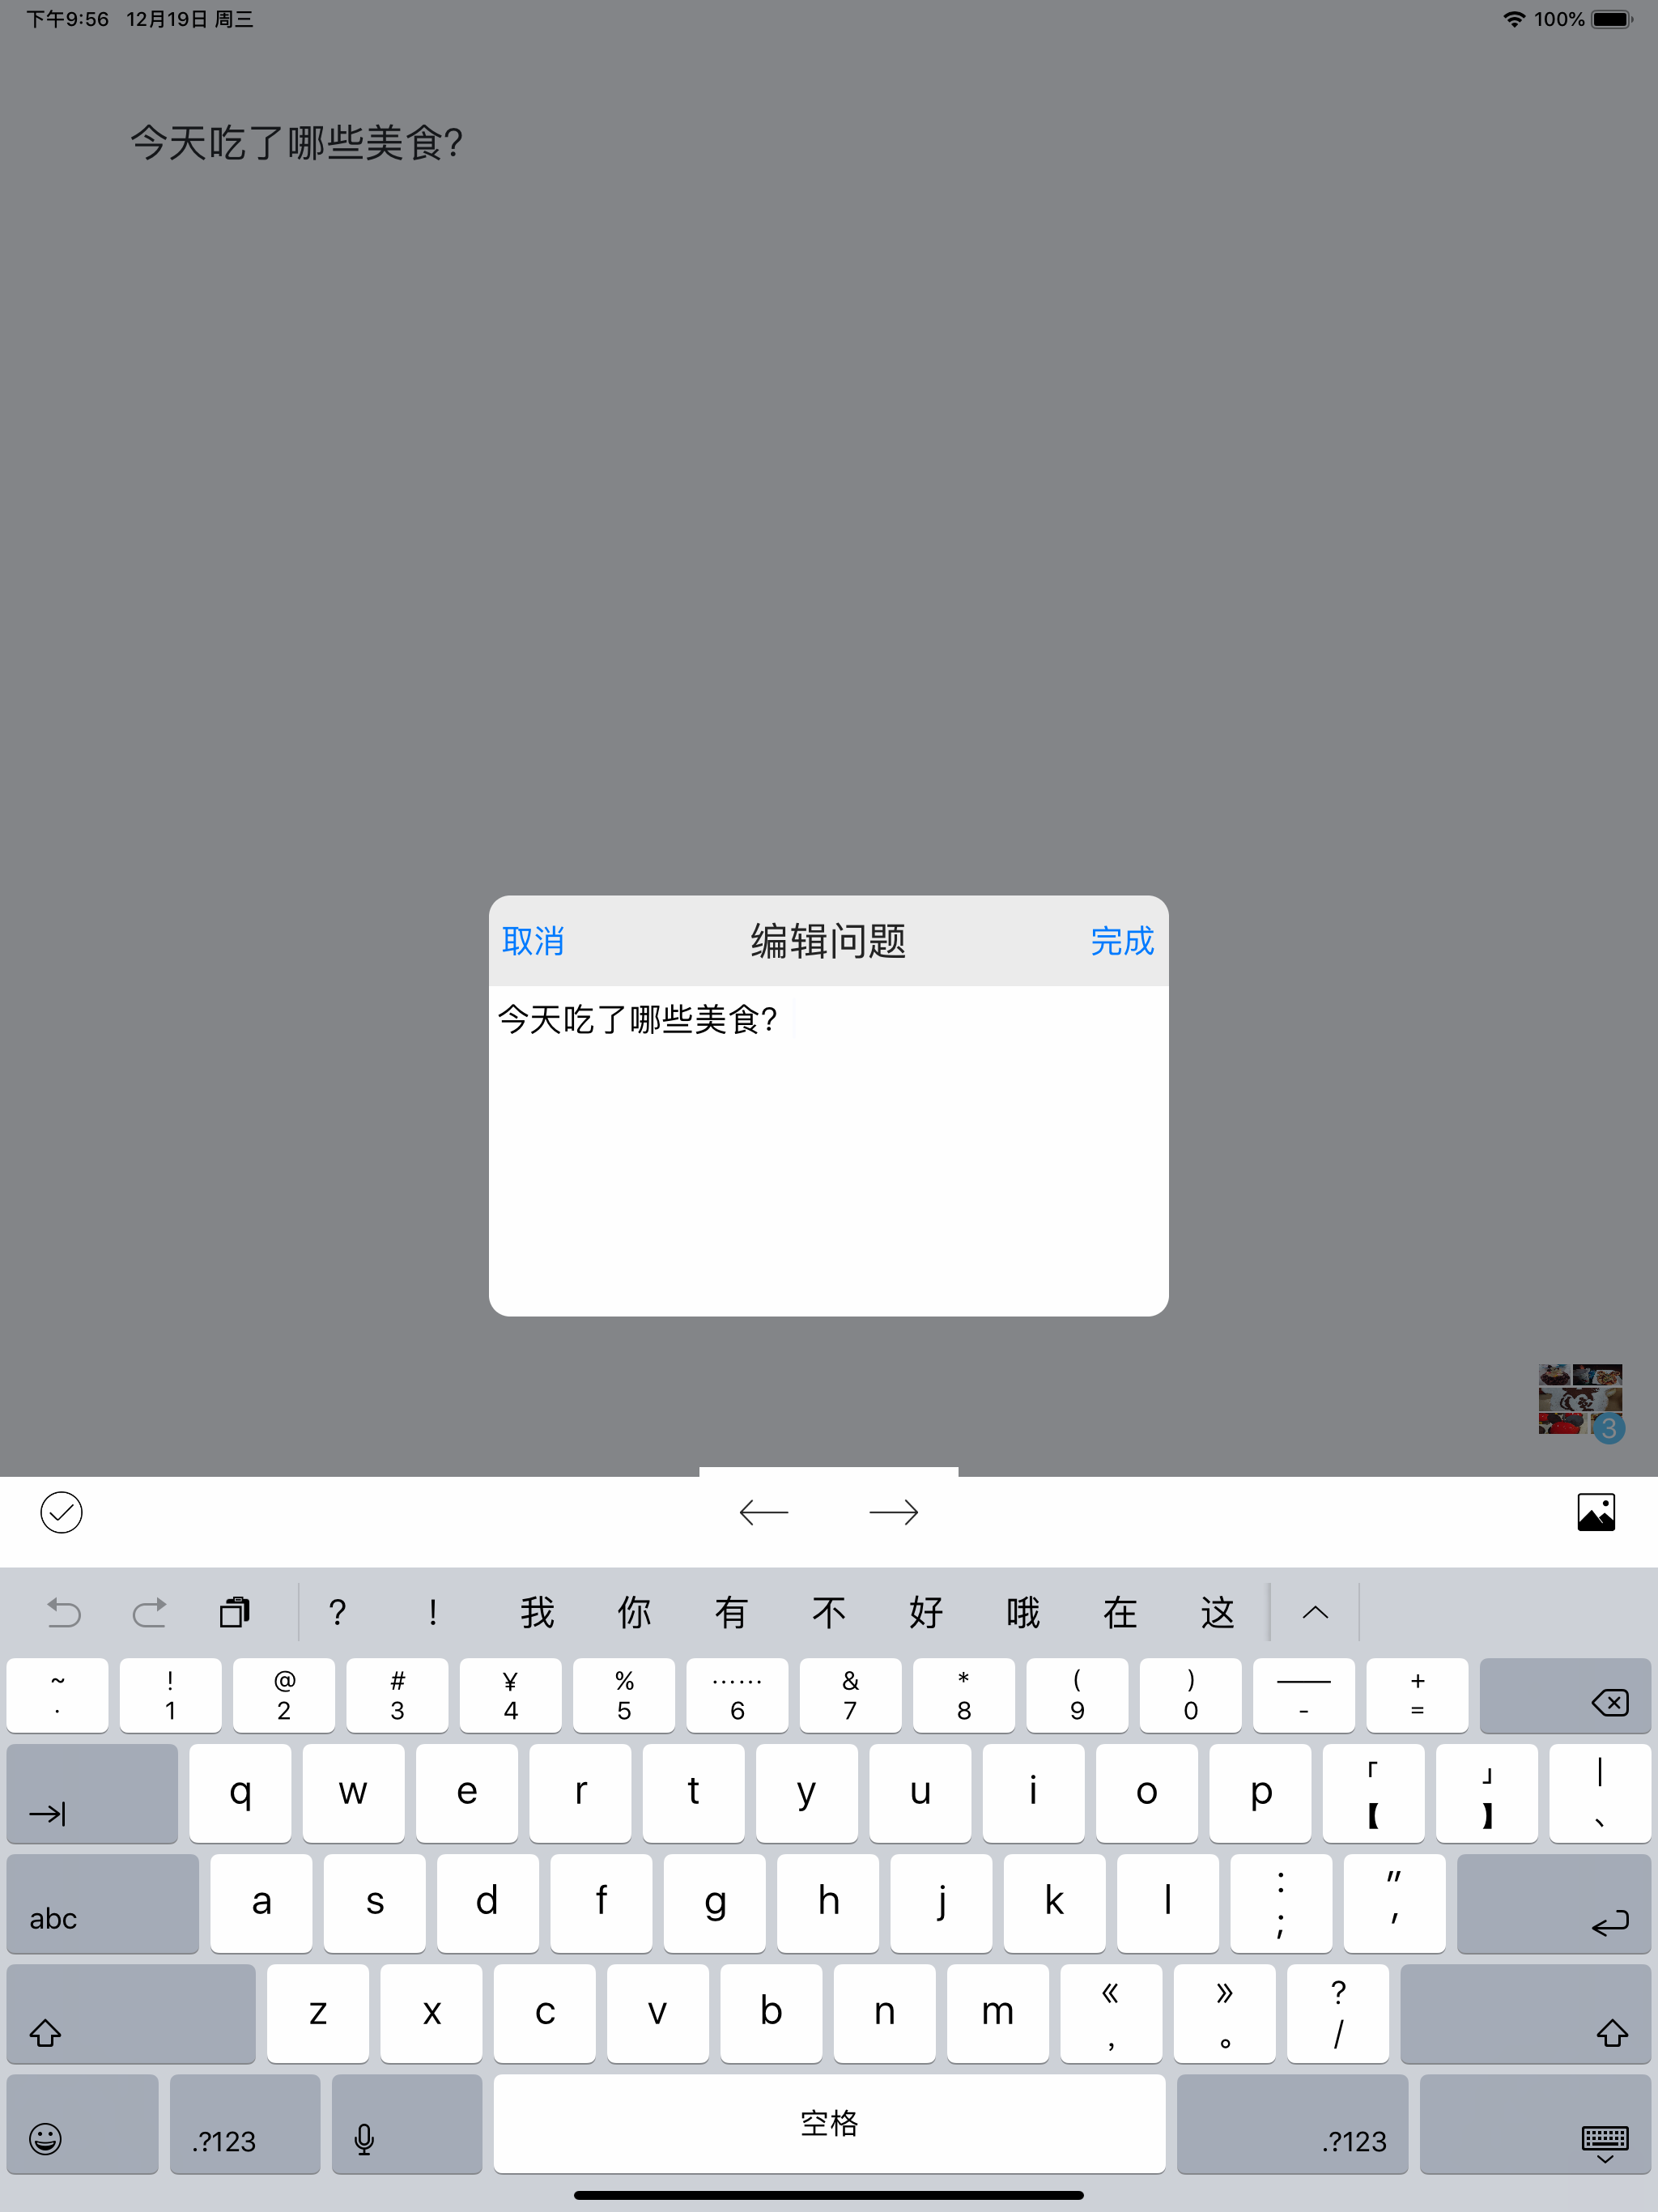 下午9:56 12月19日 周三 100%
今天吃了哪些美食?
取消 编辑问题 完成
今天吃了哪些美食?
3
? ! 我 你 有 不 好 哦 在 这
~ ! @ # ¥ % …… & * ( ) —— +
· 1 2 3 4 5 6 7 8 9 0 - =
q w e r t y u i o p 「 」 |
【 】 、
abc a s d f g h j k l : ”
; ’
z x c v b n m 《 》 ?
, 。 /
.?123 空格 .?123